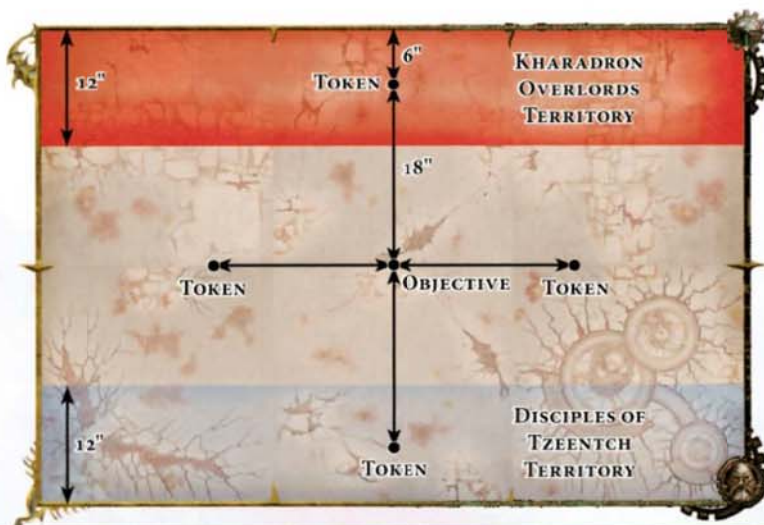 12"
6"
TOKEN
KHARADRON
OVERLORDS
TERRITORY
18"
TOKEN
OBJECTIVE
TOKEN
12"
TOKEN
DISCIPLES OF
TZEENTCH
TERRITORY